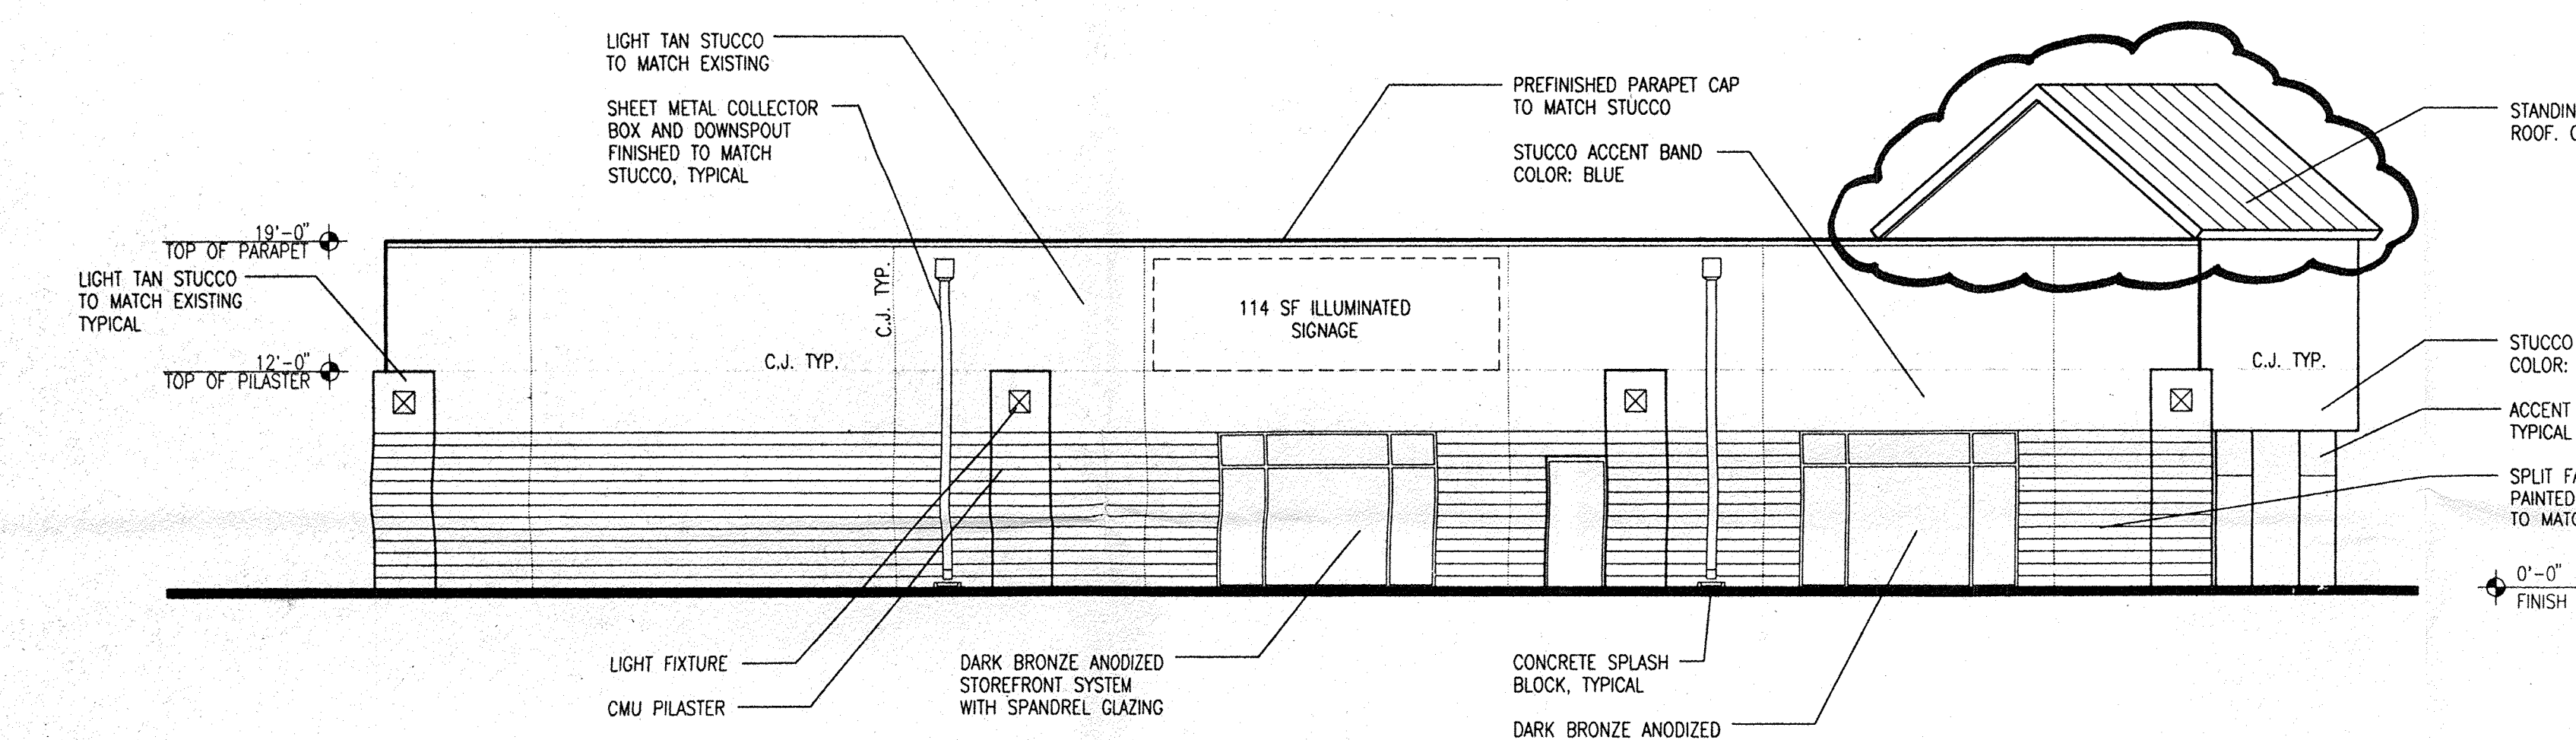 LIGHT TAN STUCCO
TO MATCH EXISTING
SHEET METAL COLLECTOR
BOX AND DOWNSPOUT
FINISHED TO MATCH
STUCCO, TYPICAL
PREFINISHED PARAPET CAP
TO MATCH STUCCO
STUCCO ACCENT BAND
COLOR: BLUE
STANDIN
ROOF. C
19'-0"
TOP OF PARAPET
LIGHT TAN STUCCO
TO MATCH EXISTING
TYPICAL
12'-0"
TOP OF PILASTER
C.J. TYP.
C.J. TYP.
114 SF ILLUMINATED
SIGNAGE
C.J. TYP.
STUCCO
COLOR:
ACCENT
TYPICAL
SPLIT FA
PAINTED
TO MATC
0'-0"
FINISH
LIGHT FIXTURE
CMU PILASTER
DARK BRONZE ANODIZED
STOREFRONT SYSTEM
WITH SPANDREL GLAZING
CONCRETE SPLASH
BLOCK, TYPICAL
DARK BRONZE ANODIZED